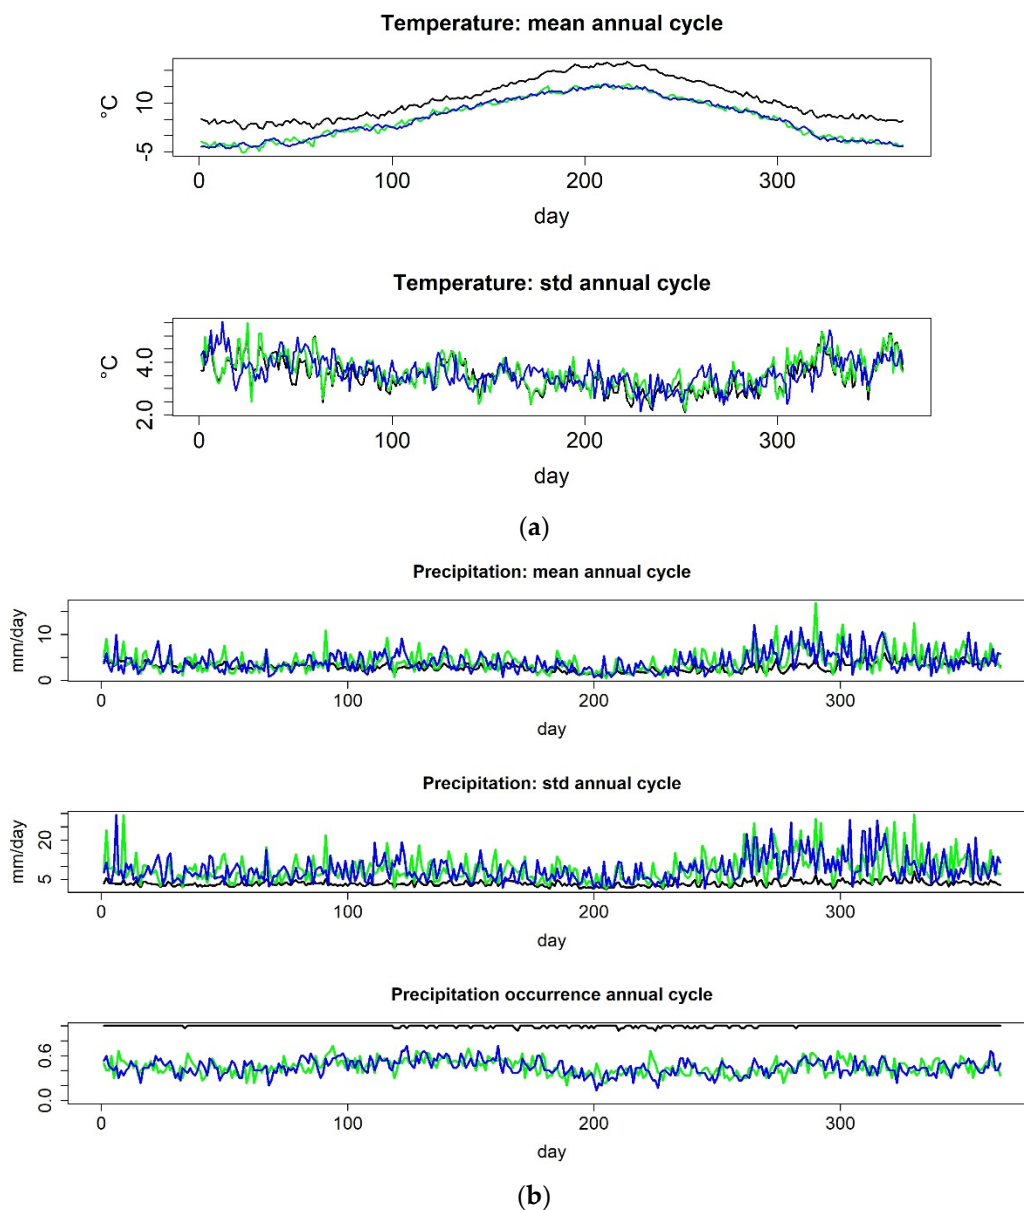 Temperature: mean annual cycle
°C
10
-5
0 100 200 300
day
Temperature: std annual cycle
°C
4.0
2.0
0 100 200 300
day
(a)
Precipitation: mean annual cycle
mm/day
10
0
0 100 200 300
day
Precipitation: std annual cycle
mm/day
20
5
0 100 200 300
day
Precipitation occurrence annual cycle
0.6
0.0
0 100 200 300
day
(b)